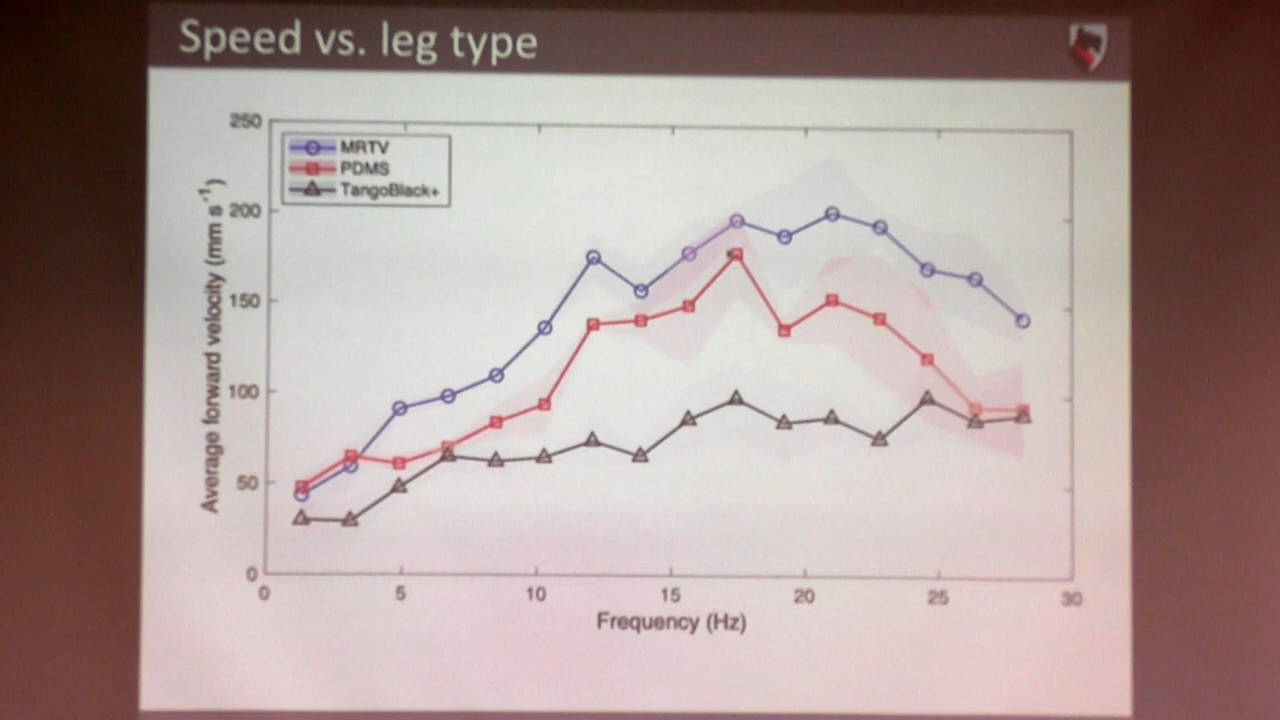 Speed vs. leg type
250
200
150
100
50
0
Average forward velocity (mm s⁻¹)
MRTV
PDMS
TangoBlack+
0 5 10 15 20 25 30
Frequency (Hz)